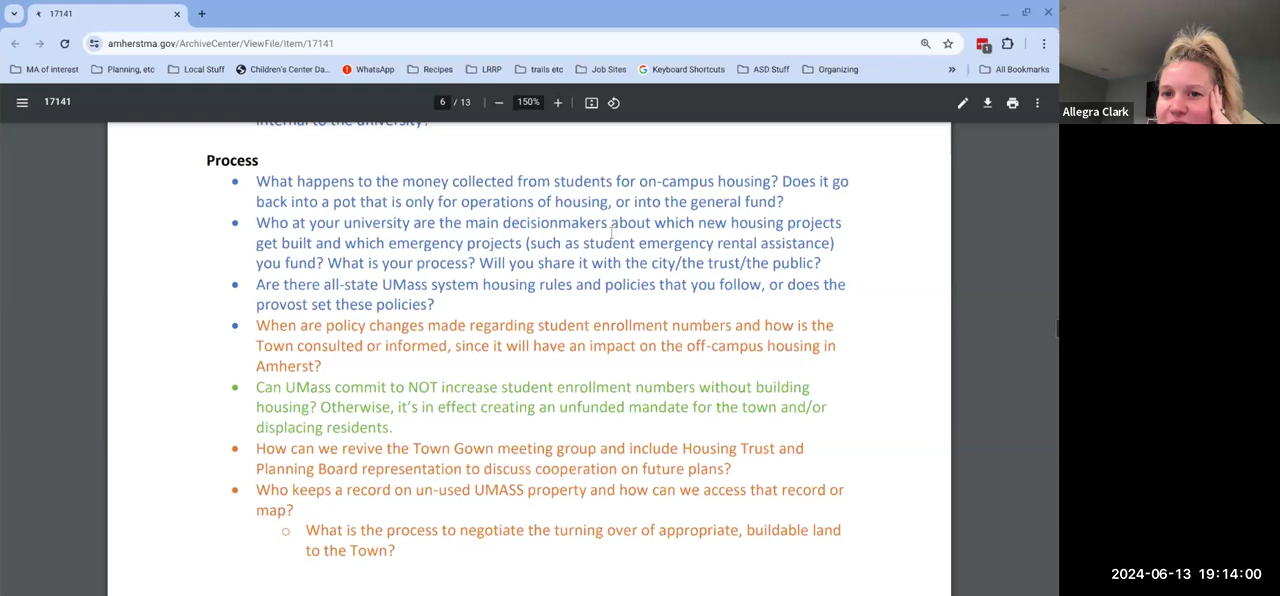 17141
amherstma.gov/ArchiveCenter/ViewFile/Item/17141
MA of interest Planning, etc Local Stuff Children's Center Da... WhatsApp Recipes LRRP trails etc Job Sites Keyboard Shortcuts ASD Stuff Organizing » All Bookmarks
17141 6 / 13 150%
internal to the university?
Process
What happens to the money collected from students for on-campus housing? Does it go
back into a pot that is only for operations of housing, or into the general fund?
Who at your university are the main decisionmakers about which new housing projects
get built and which emergency projects (such as student emergency rental assistance)
you fund? What is your process? Will you share it with the city/the trust/the public?
Are there all-state UMass system housing rules and policies that you follow, or does the
provost set these policies?
When are policy changes made regarding student enrollment numbers and how is the
Town consulted or informed, since it will have an impact on the off-campus housing in
Amherst?
Can UMass commit to NOT increase student enrollment numbers without building
housing? Otherwise, it's in effect creating an unfunded mandate for the town and/or
displacing residents.
How can we revive the Town Gown meeting group and include Housing Trust and
Planning Board representation to discuss cooperation on future plans?
Who keeps a record on un-used UMASS property and how can we access that record or
map?
What is the process to negotiate the turning over of appropriate, buildable land
to the Town?
Allegra Clark
2024-06-13 19:14:00